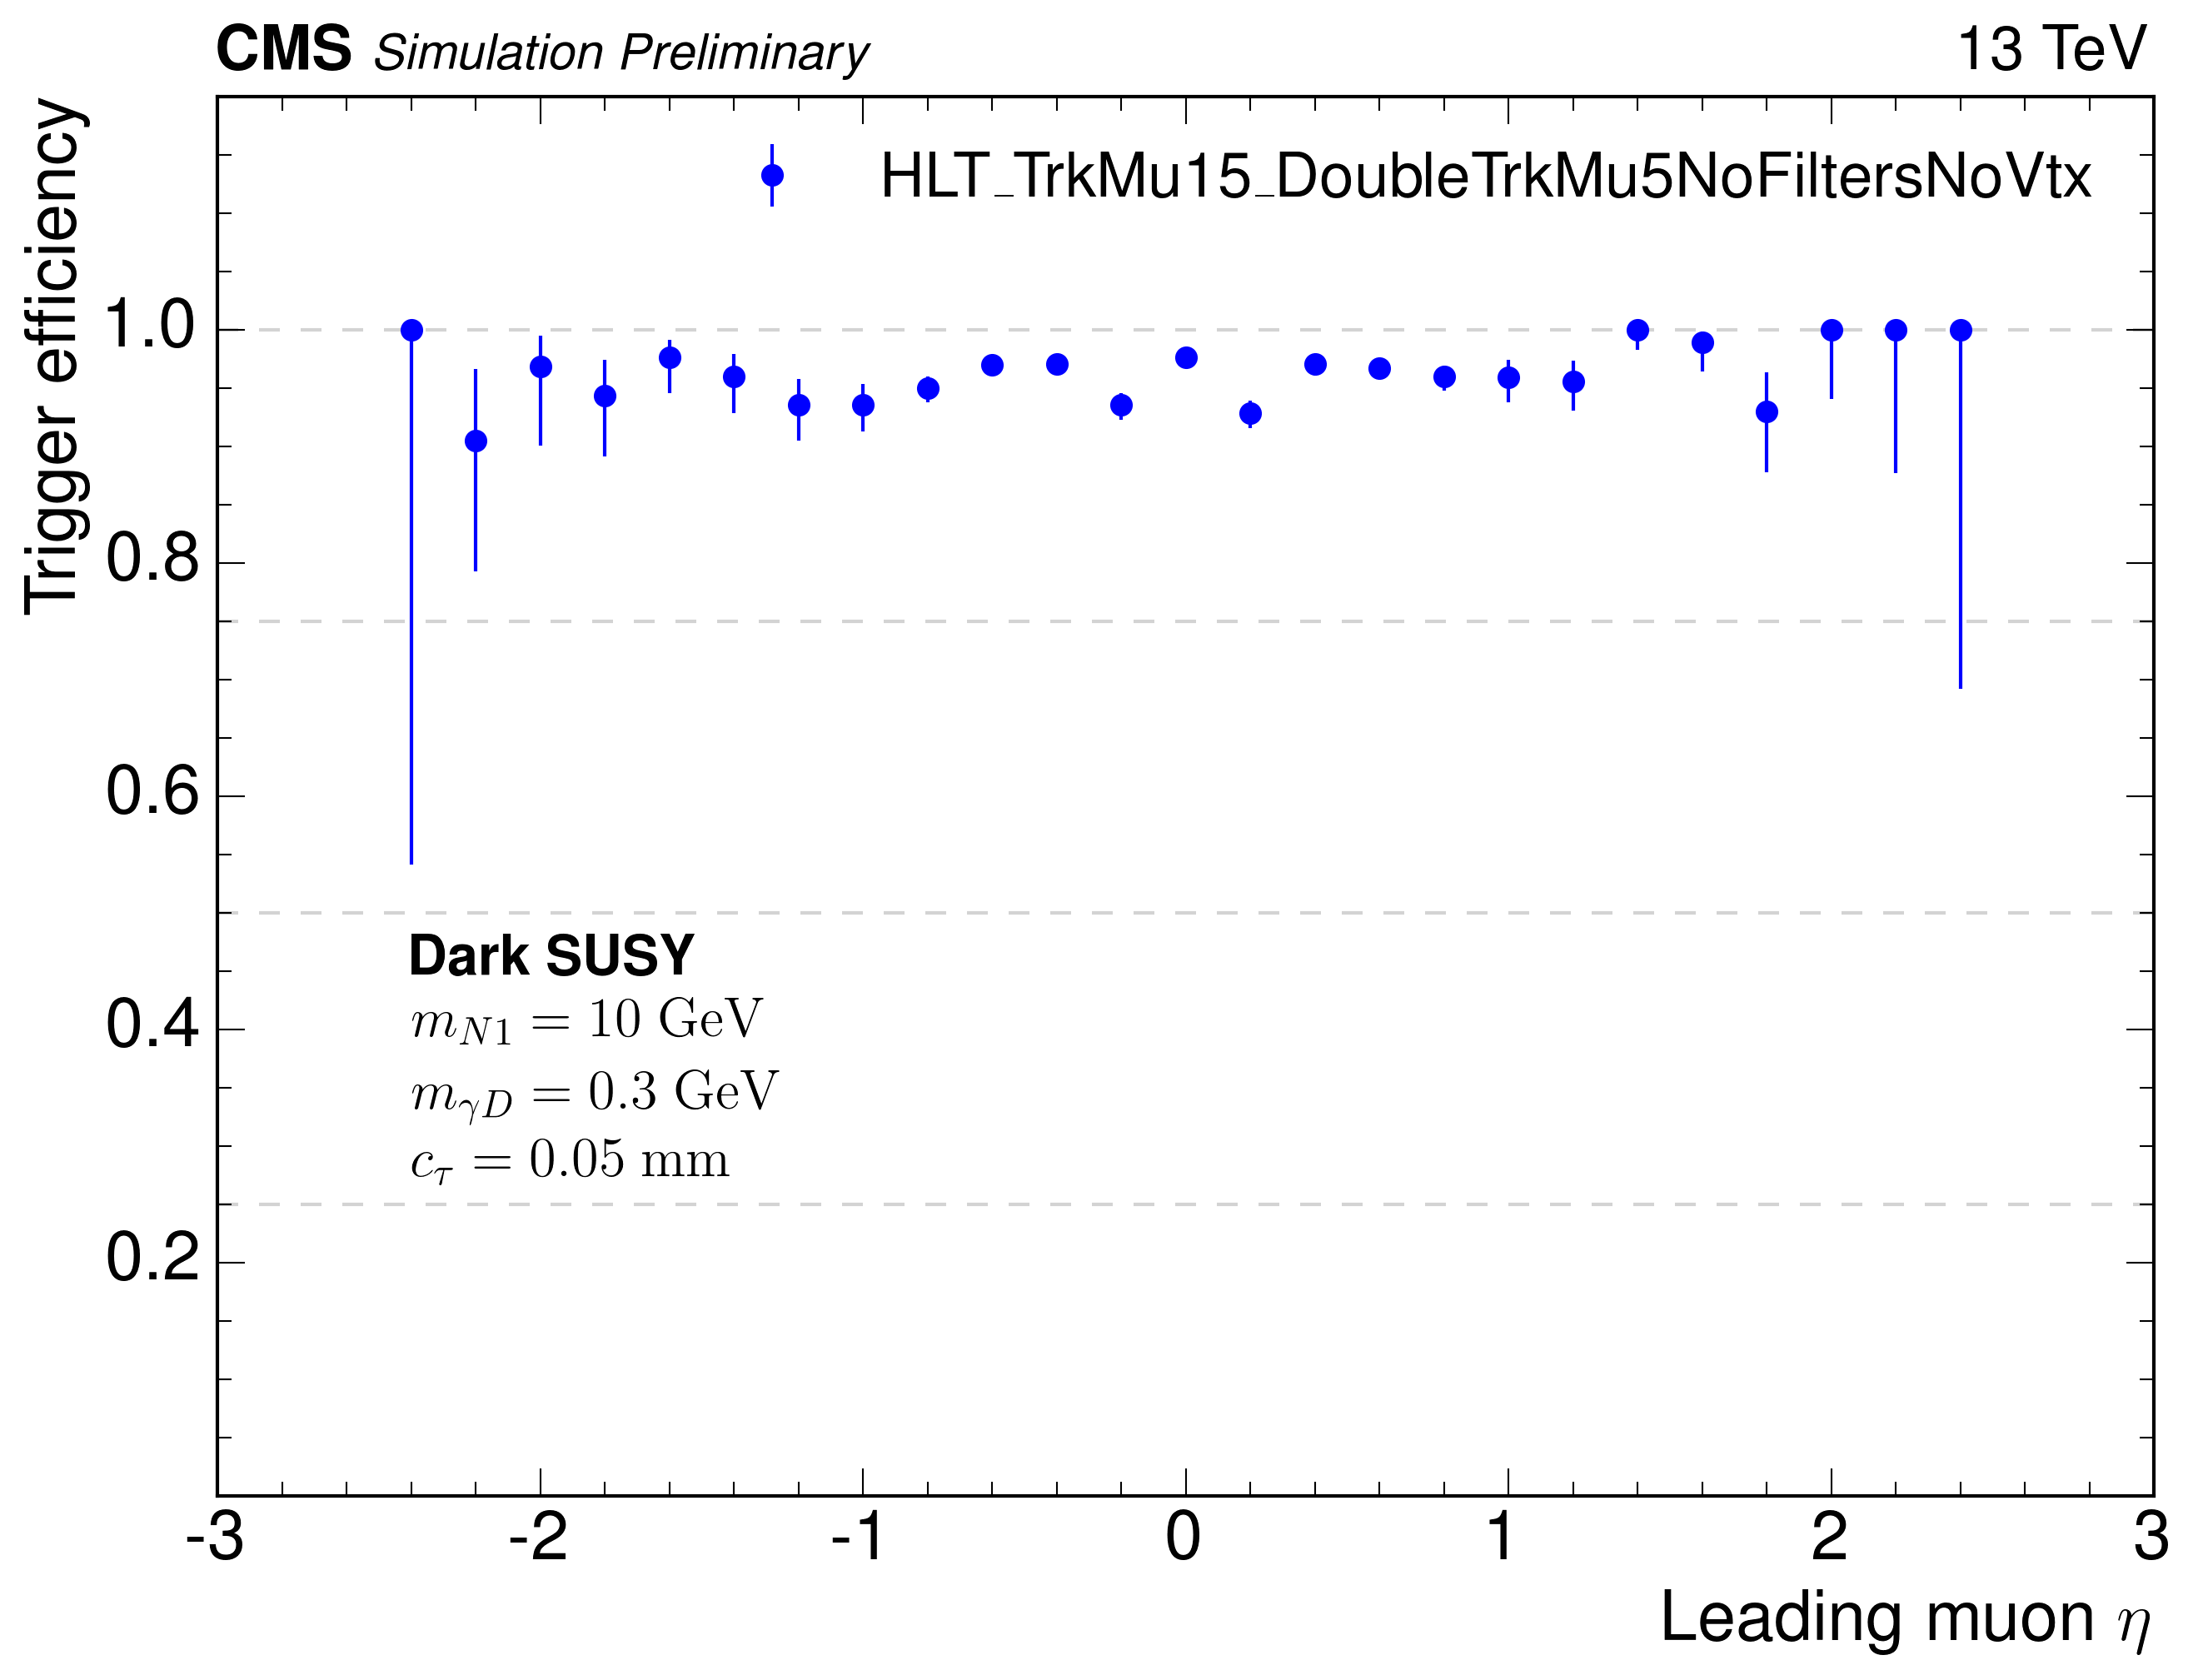 CMS Simulation Preliminary 13 TeV
HLT_TrkMu15_DoubleTrkMu5NoFiltersNoVtx
Trigger efficiency
1.0
0.8
0.6
0.4
0.2
Dark SUSY
m_{N1} = 10 GeV
m_{γD} = 0.3 GeV
c_τ = 0.05 mm
-3 -2 -1 0 1 2 3
Leading muon η